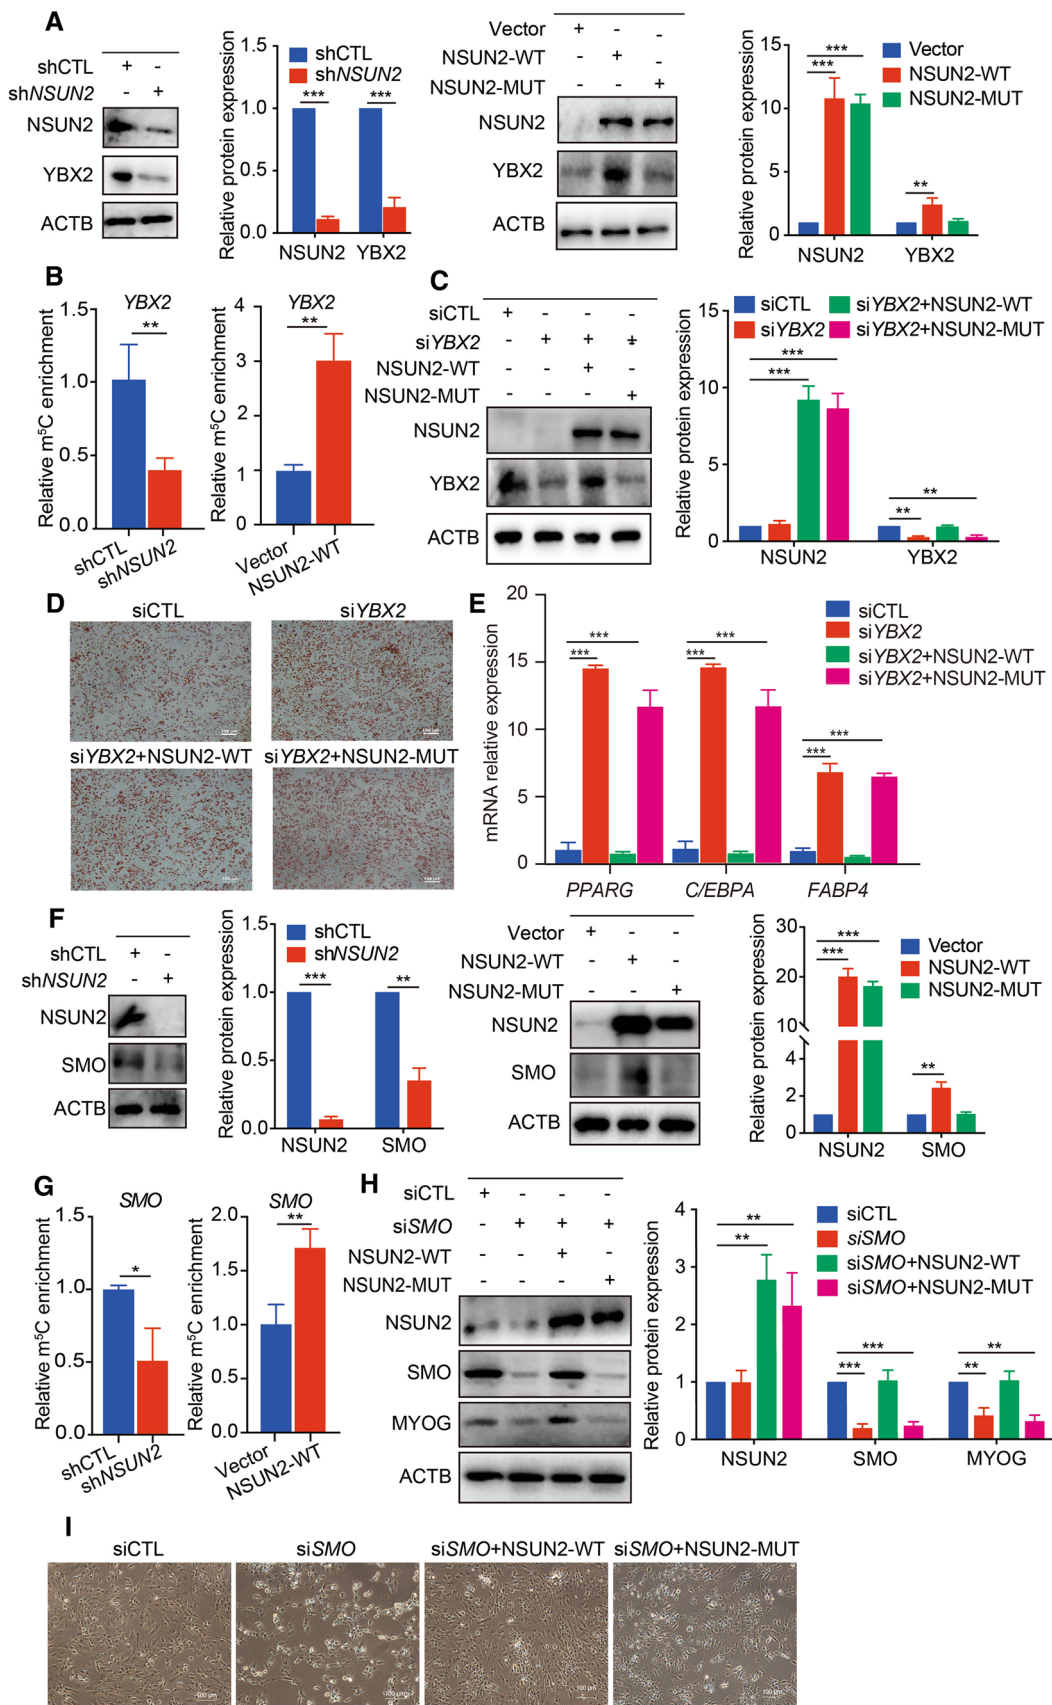 A
shCTL + -
shNSUN2 - +
NSUN2
YBX2
ACTB
Relative protein expression
1.5
1.0
0.5
0.0
shCTL
shNSUN2
*** ***
NSUN2 YBX2
Vector + - -
NSUN2-WT - + -
NSUN2-MUT - - +
NSUN2
YBX2
ACTB
Relative protein expression
15
10
5
0
Vector
NSUN2-WT
NSUN2-MUT
***
***
**
NSUN2 YBX2
B
YBX2
**
Relative m⁵C enrichment
1.5
1.0
0.5
0.0
shCTL
shNSUN2
YBX2
**
Relative m⁵C enrichment
4
3
2
1
0
Vector
NSUN2-WT
C
siCTL + - - -
siYBX2 - + + +
NSUN2-WT - - + -
NSUN2-MUT - - - +
NSUN2
YBX2
ACTB
Relative protein expression
15
10
5
0
siCTL
siYBX2
siYBX2+NSUN2-WT
siYBX2+NSUN2-MUT
***
***
**
**
NSUN2 YBX2
D
siCTL siYBX2
siYBX2+NSUN2-WT siYBX2+NSUN2-MUT
E
mRNA relative expression
20
15
10
5
0
siCTL
siYBX2
siYBX2+NSUN2-WT
siYBX2+NSUN2-MUT
*** ***
*** ***
***
***
PPARG C/EBPA FABP4
F
shCTL + -
shNSUN2 - +
NSUN2
SMO
ACTB
Relative protein expression
1.5
1.0
0.5
0.0
shCTL
shNSUN2
*** **
NSUN2 SMO
Vector + - -
NSUN2-WT - + -
NSUN2-MUT - - +
NSUN2
SMO
ACTB
Relative protein expression
30
20
10
4
2
0
Vector
NSUN2-WT
NSUN2-MUT
***
***
**
NSUN2 SMO
G
SMO
*
Relative m⁵C enrichment
1.5
1.0
0.5
0.0
shCTL
shNSUN2
SMO
**
Relative m⁵C enrichment
2.0
1.5
1.0
0.5
0.0
Vector
NSUN2-WT
H
siCTL + - - -
siSMO - + + +
NSUN2-WT - - + -
NSUN2-MUT - - - +
NSUN2
SMO
MYOG
ACTB
Relative protein expression
4
3
2
1
0
siCTL
siSMO
siSMO+NSUN2-WT
siSMO+NSUN2-MUT
**
**
*** **
*** **
NSUN2 SMO MYOG
I
siCTL siSMO siSMO+NSUN2-WT siSMO+NSUN2-MUT
100 μm 100 μm 100 μm 100 μm